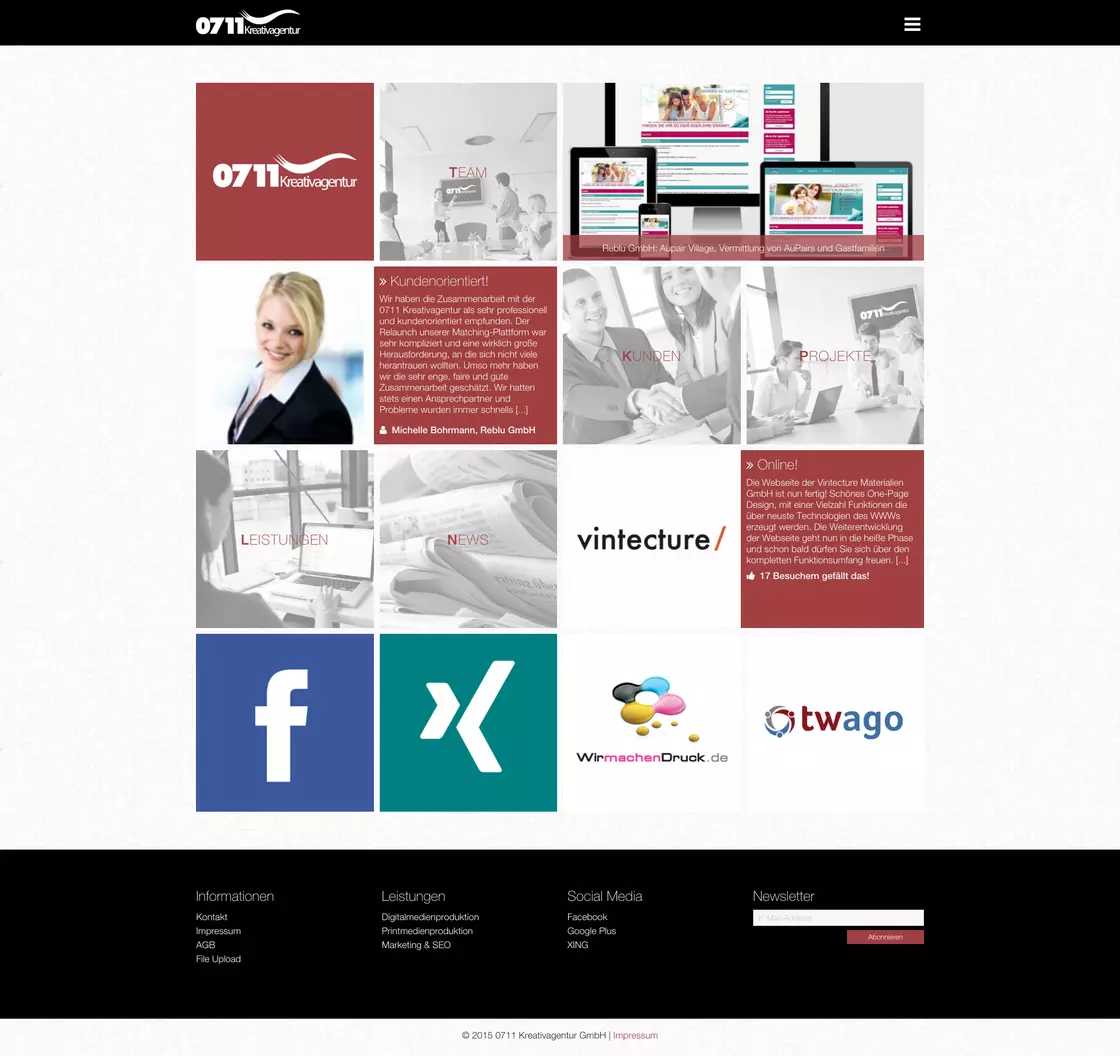 0711 Kreativagentur
0711 Kreativagentur
TEAM
0711 Kreativagentur
Reblu GmbH: Aupair Village, Vermittlung von AuPairs und Gastfamilien
» Kundenorientiert!
Wir haben die Zusammenarbeit mit der
0711 Kreativagentur als sehr professionell
und kundenorientiert empfunden. Der
Relaunch unserer Matching-Plattform war
sehr kompliziert und eine wirklich große
Herausforderung, an die sich nicht viele
herantrauen wollten. Umso mehr haben
wir die sehr enge, faire und gute
Zusammenarbeit geschätzt. Wir hatten
stets einen Ansprechpartner und
Probleme wurden immer schnells [...]
Michelle Bohrmann, Reblu GmbH
KUNDEN
0711 Kreativagentur
PROJEKTE
LEISTUNGEN
NEWS
vintecture/
» Online!
Die Webseite der Vintecture Materialien
GmbH ist nun fertig! Schönes One-Page
Design, mit einer Vielzahl Funktionen die
über neuste Technologien des WWWs
erzeugt werden. Die Weiterentwicklung
der Webseite geht nun in die heiße Phase
und schon bald dürfen Sie sich über den
kompletten Funktionsumfang freuen. [...]
17 Besuchern gefällt das!
WirmachenDruck.de
twago
Informationen
Kontakt
Impressum
AGB
File Upload
Leistungen
Digitalmedienproduktion
Printmedienproduktion
Marketing & SEO
Social Media
Facebook
Google Plus
XING
Newsletter
E-Mail-Adresse
Abonnieren
© 2015 0711 Kreativagentur GmbH | Impressum